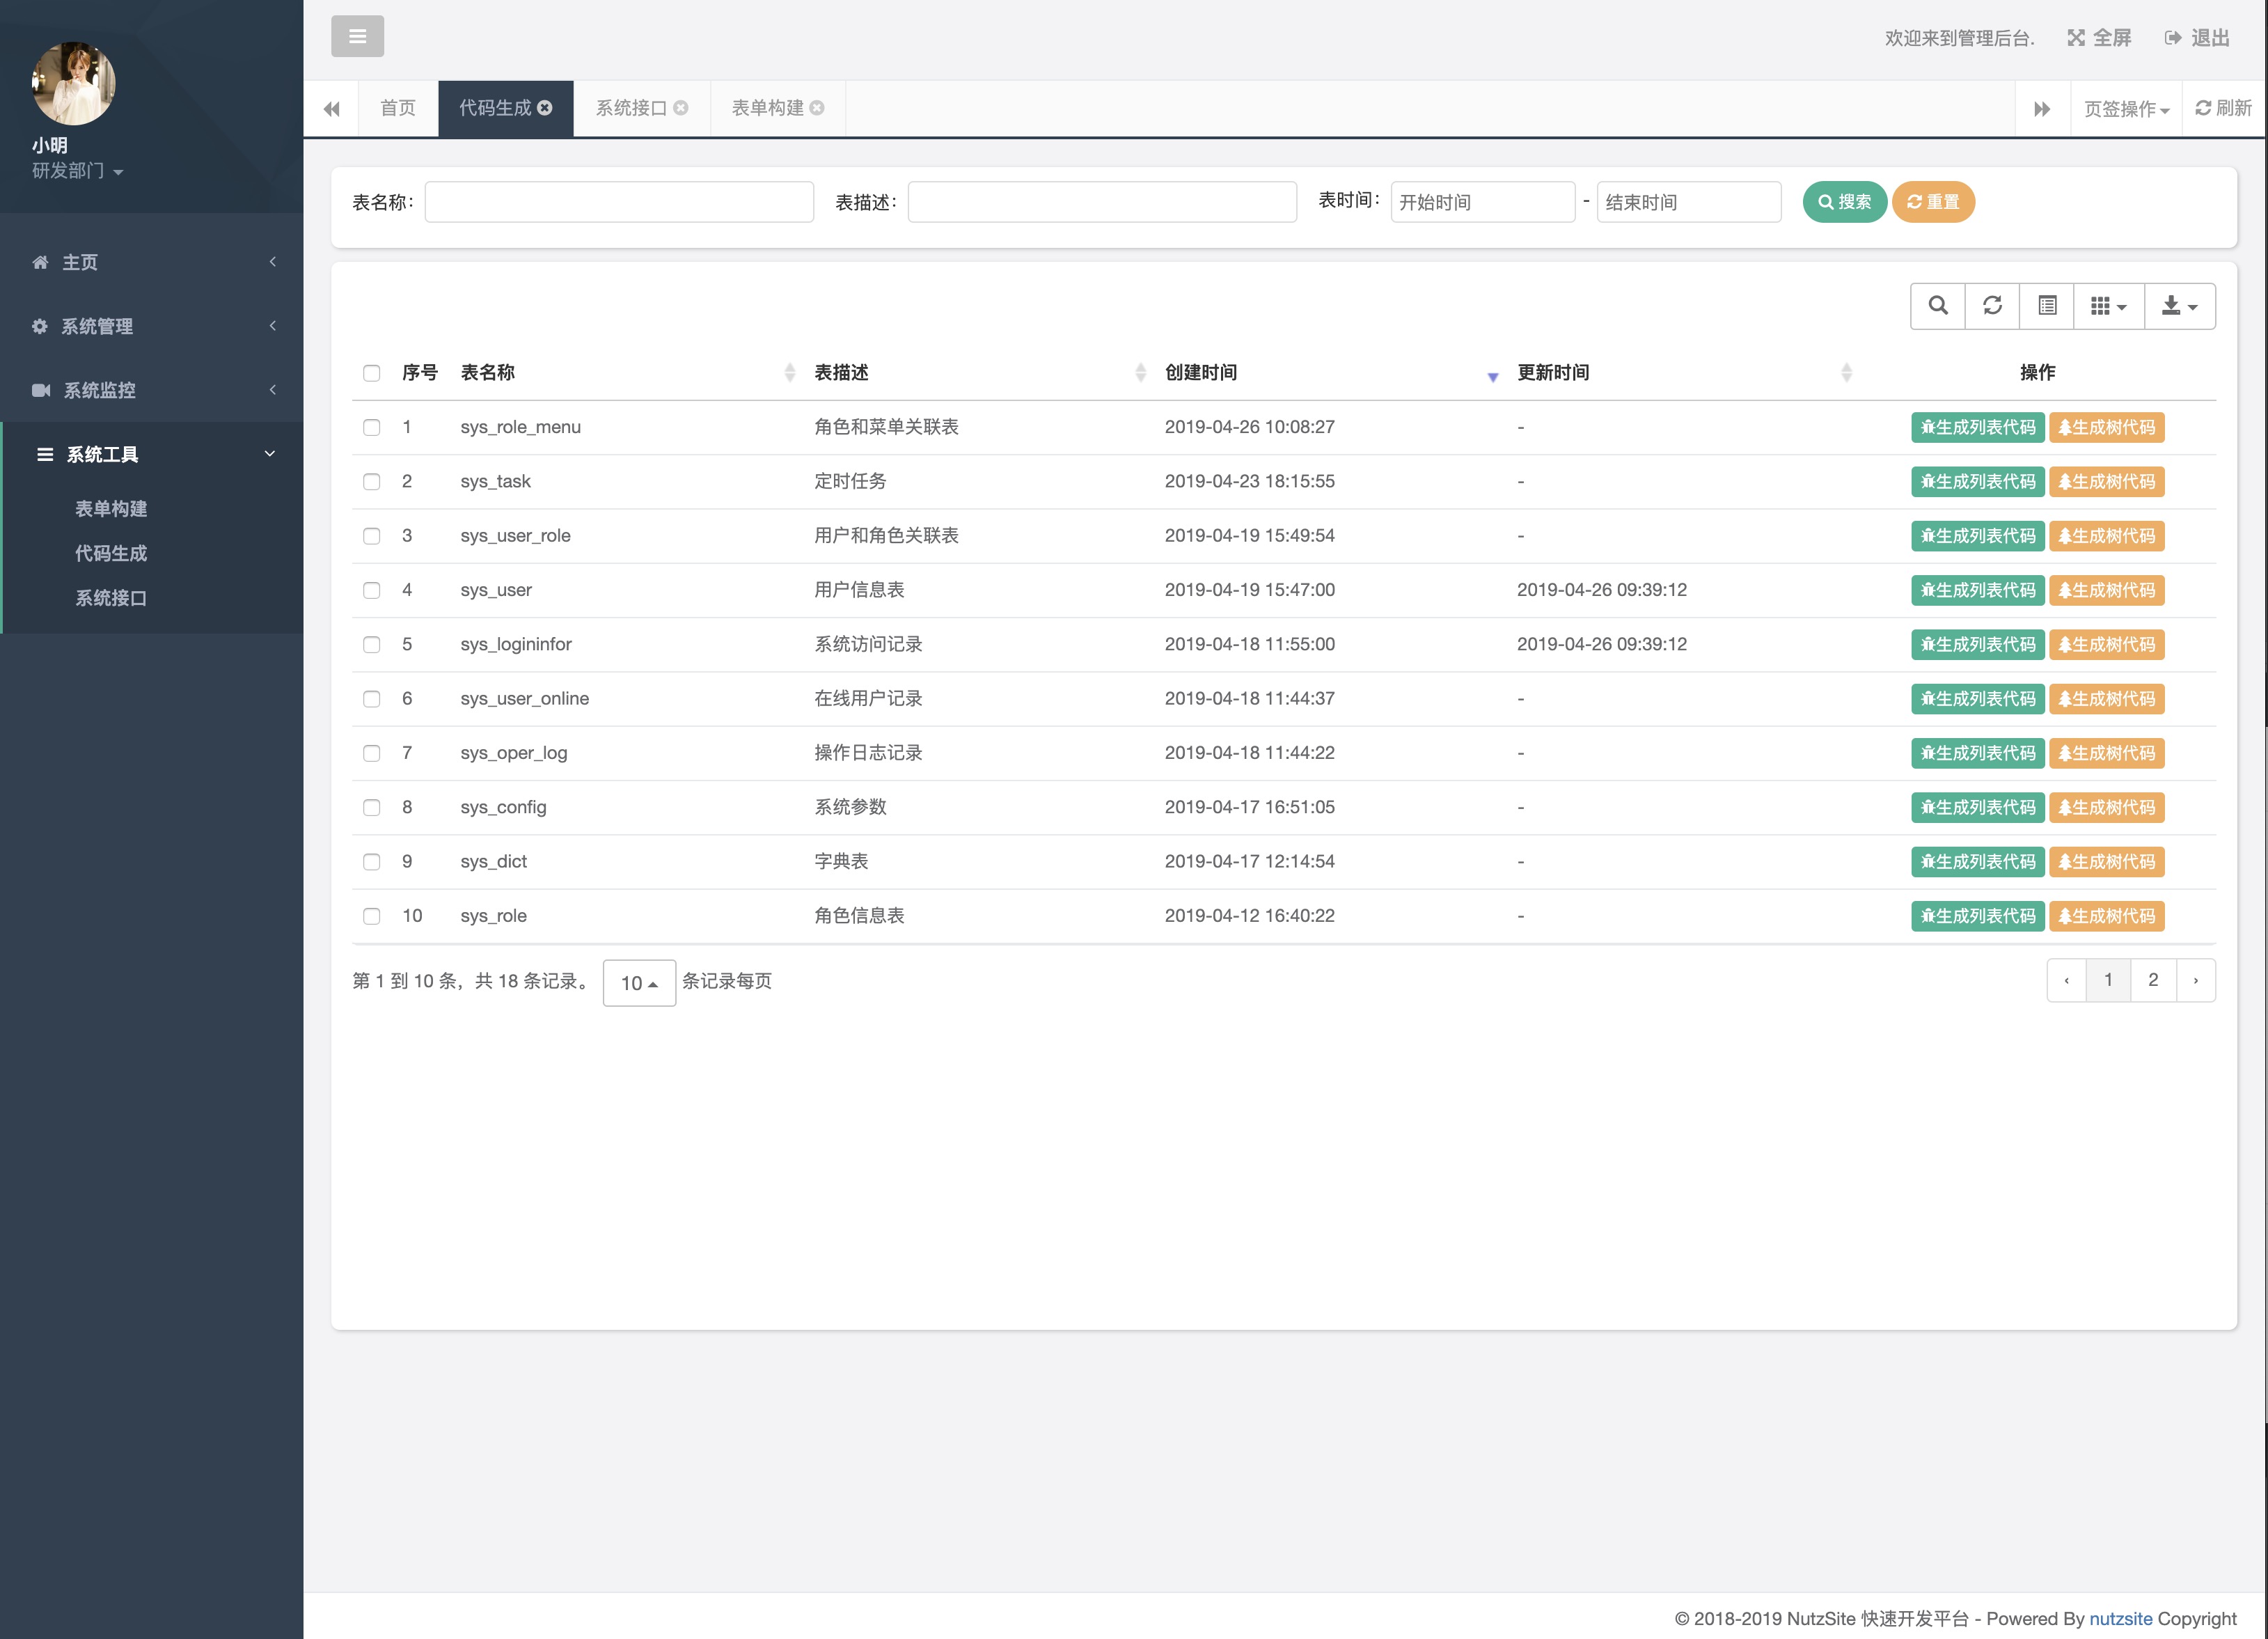 小明
研发部门
主页
系统管理
系统监控
系统工具
表单构建
代码生成
系统接口
欢迎来到管理后台. 全屏 退出
首页 代码生成 系统接口 表单构建 页签操作 刷新
表名称： 表描述： 表时间： 开始时间 - 结束时间 搜索 重置
序号 表名称 表描述 创建时间 更新时间 操作
1 sys_role_menu 角色和菜单关联表 2019-04-26 10:08:27 - 生成列表代码 生成树代码
2 sys_task 定时任务 2019-04-23 18:15:55 - 生成列表代码 生成树代码
3 sys_user_role 用户和角色关联表 2019-04-19 15:49:54 - 生成列表代码 生成树代码
4 sys_user 用户信息表 2019-04-19 15:47:00 2019-04-26 09:39:12 生成列表代码 生成树代码
5 sys_logininfor 系统访问记录 2019-04-18 11:55:00 2019-04-26 09:39:12 生成列表代码 生成树代码
6 sys_user_online 在线用户记录 2019-04-18 11:44:37 - 生成列表代码 生成树代码
7 sys_oper_log 操作日志记录 2019-04-18 11:44:22 - 生成列表代码 生成树代码
8 sys_config 系统参数 2019-04-17 16:51:05 - 生成列表代码 生成树代码
9 sys_dict 字典表 2019-04-17 12:14:54 - 生成列表代码 生成树代码
10 sys_role 角色信息表 2019-04-12 16:40:22 - 生成列表代码 生成树代码
第 1 到 10 条，共 18 条记录。 10 条记录每页 ‹ 1 2 ›
© 2018-2019 NutzSite 快速开发平台 - Powered By nutzsite Copyright